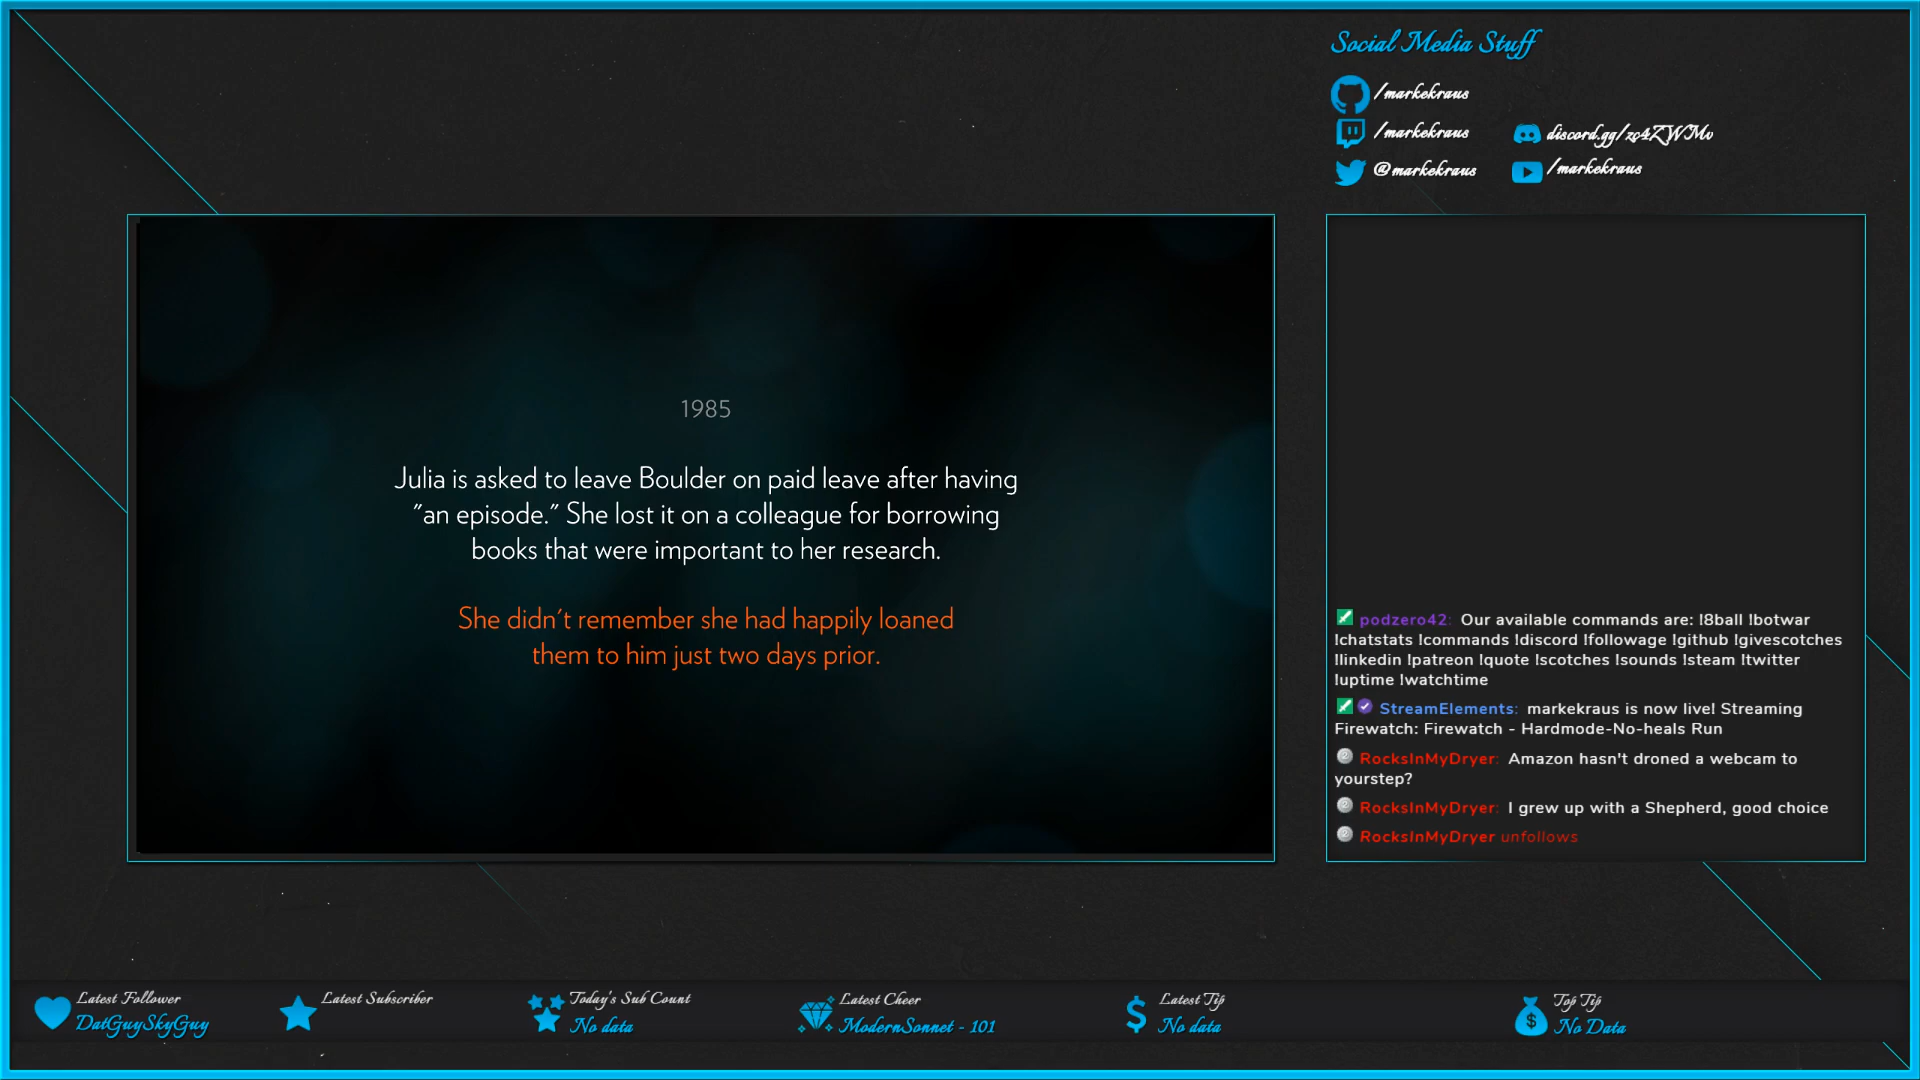 Social Media Stuff
/markekraus
/markekraus
discord.gg/zc4ZWMv
@markekraus
/markekraus
1985
Julia is asked to leave Boulder on paid leave after having
"an episode." She lost it on a colleague for borrowing
books that were important to her research.
She didn't remember she had happily loaned
them to him just two days prior.
podzero42: Our available commands are: !8ball !botwar
!chatstats !commands !discord !followage !github !givescotches
!linkedin !patreon !quote !scotches !sounds !steam !twitter
!uptime !watchtime
StreamElements: markekraus is now live! Streaming
Firewatch: Firewatch - Hardmode-No-heals Run
RocksInMyDryer: Amazon hasn't droned a webcam to
yourstep?
RocksInMyDryer: I grew up with a Shepherd, good choice
RocksInMyDryer unfollows
Latest Follower
DatGuySkyGuy
Latest Subscriber
Today's Sub Count
No data
Latest Cheer
ModernSonnet - 101
Latest Tip
No data
Top Tip
No Data